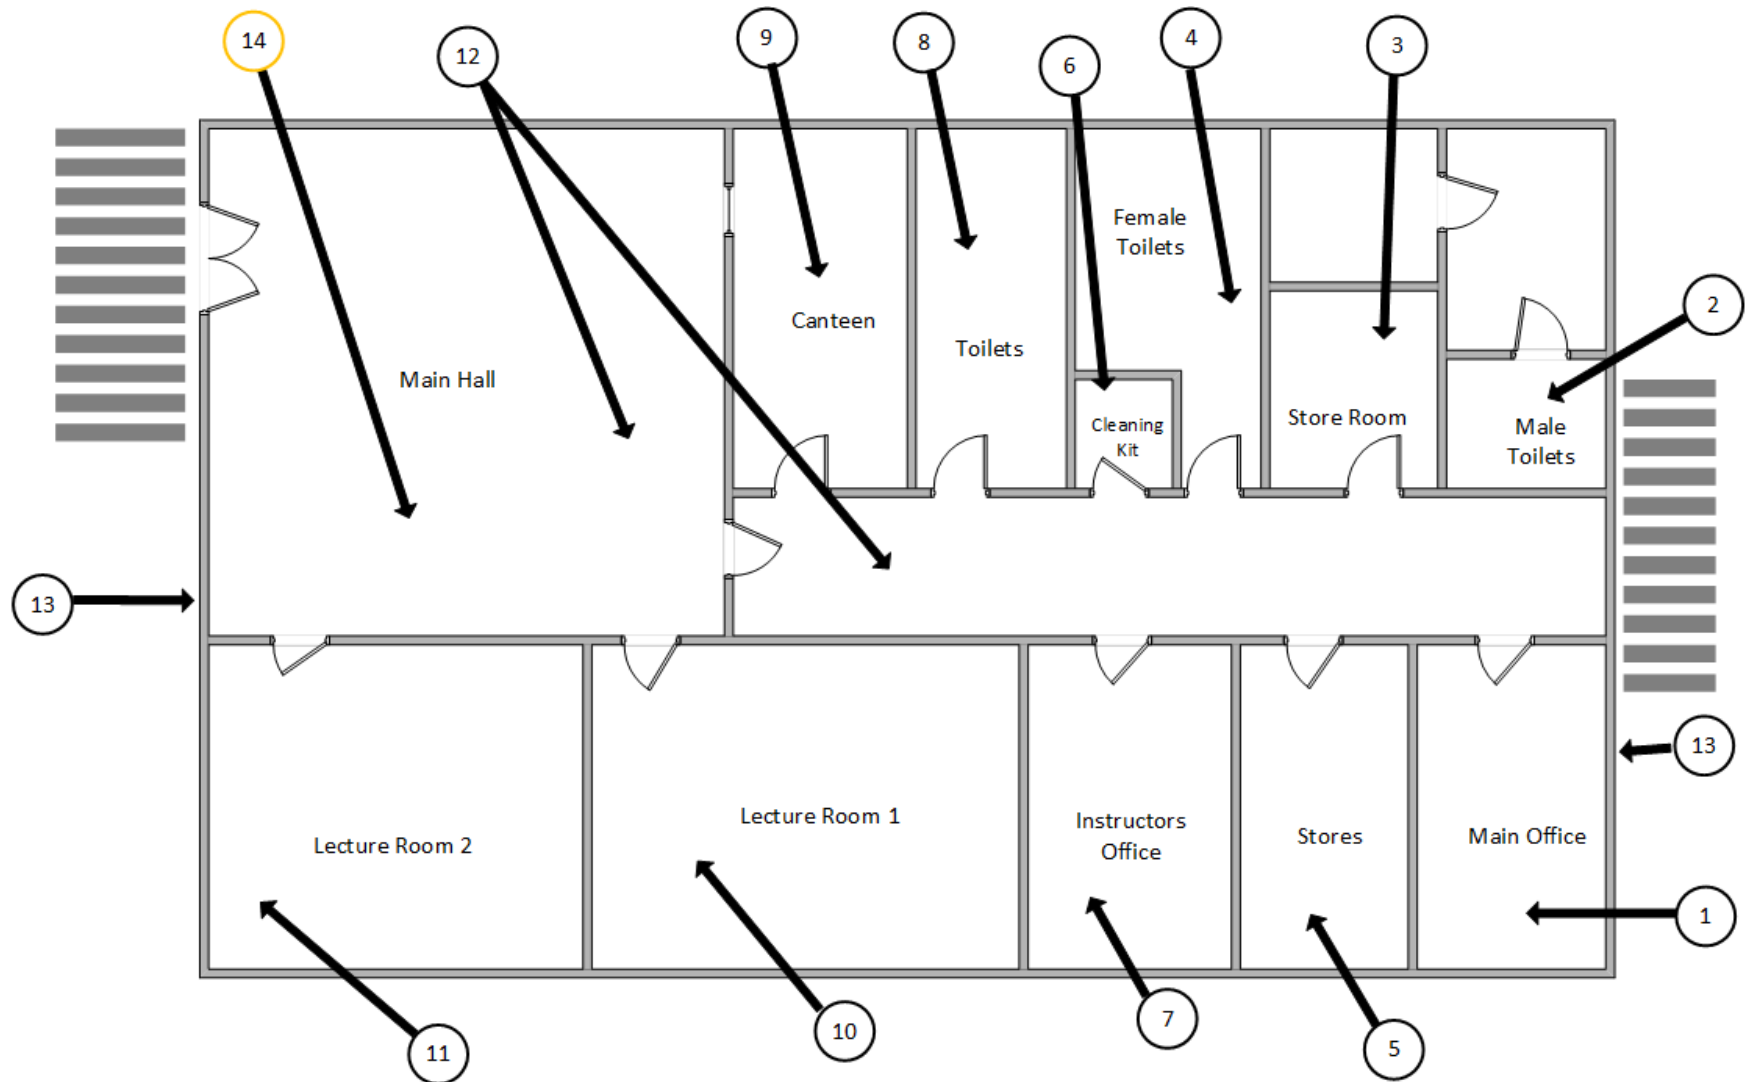 14
12
9
8
6
4
3
Female
Toilets
2
Canteen
Toilets
Main Hall
Store Room
Cleaning
Kit
Male
Toilets
13
13
Lecture Room 2
Lecture Room 1
Instructors
Office
Stores
Main Office
1
11
10
7
5